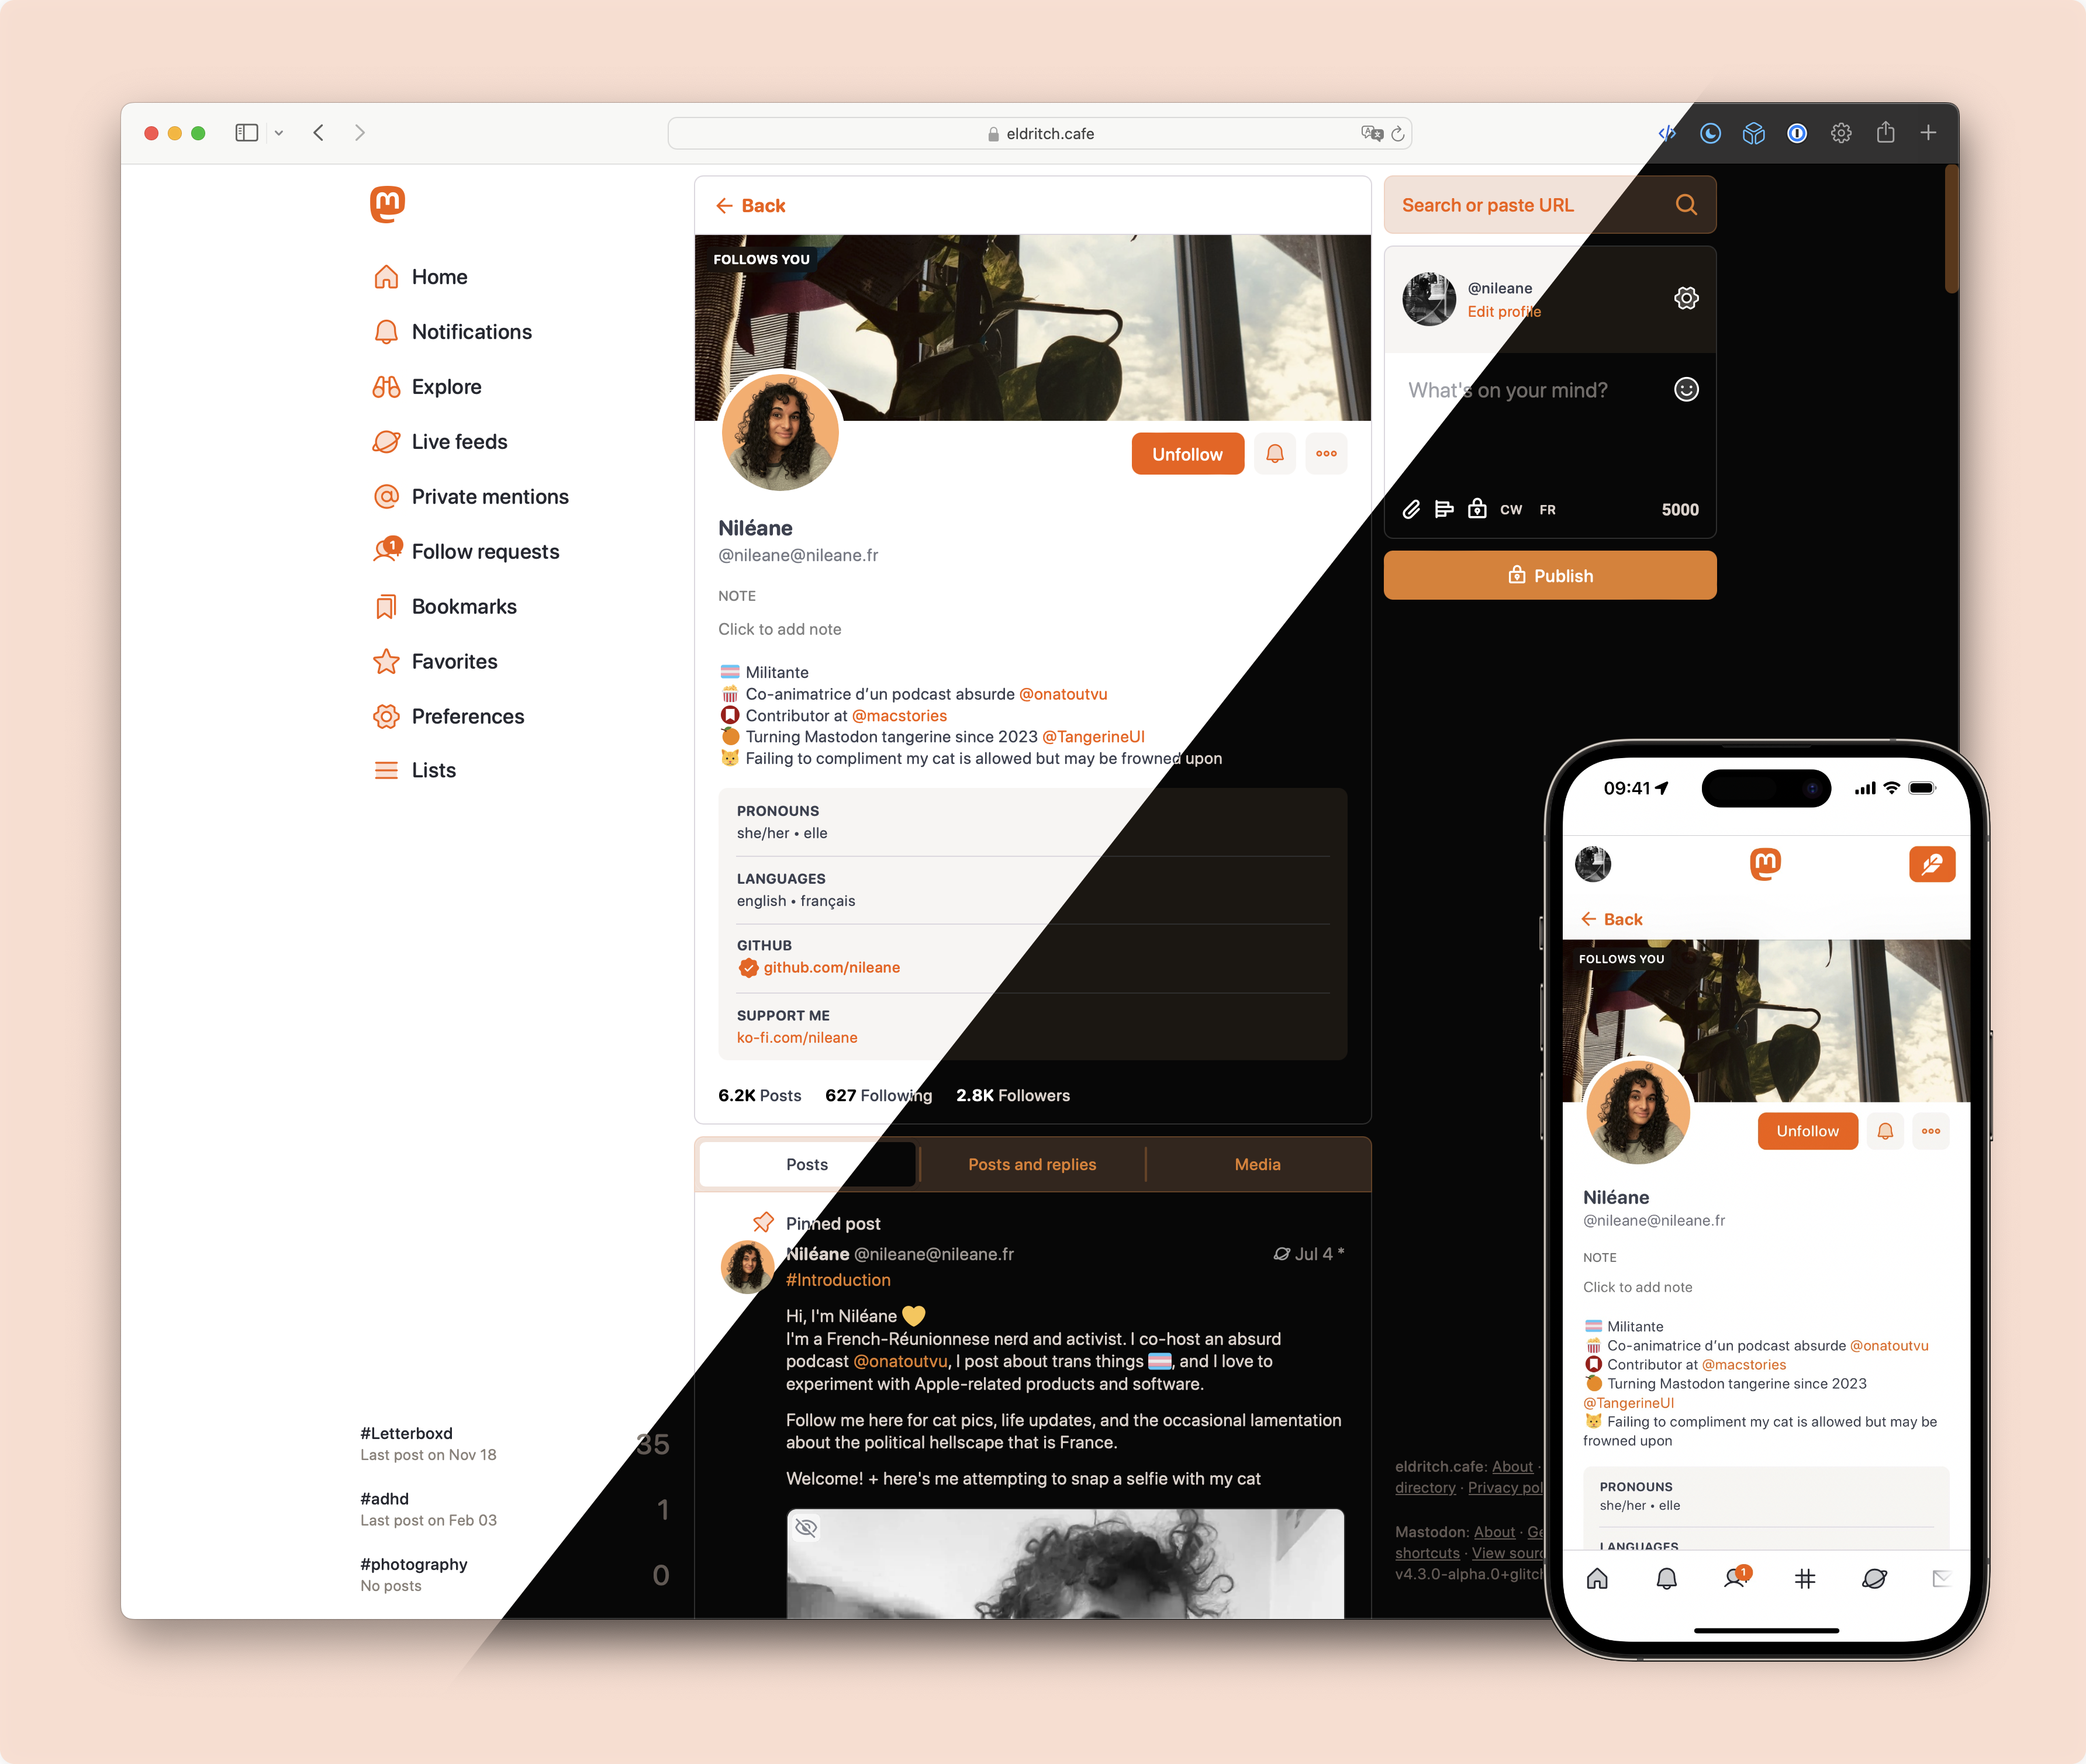 eldritch.cafe
Home
Notifications
Explore
Live feeds
Private mentions
1
Follow requests
Bookmarks
Favorites
Preferences
Lists
#Letterboxd
Last post on Nov 18
35
#adhd
Last post on Feb 03
1
#photography
No posts
0
Back
FOLLOWS YOU
Unfollow
Niléane
@nileane@nileane.fr
NOTE
Click to add note
Militante
Co-animatrice d’un podcast absurde @onatoutvu
Contributor at @macstories
Turning Mastodon tangerine since 2023 @TangerineUI
Failing to compliment my cat is allowed but may be frowned upon
PRONOUNS
she/her • elle
LANGUAGES
english • français
GITHUB
github.com/nileane
SUPPORT ME
ko-fi.com/nileane
6.2K Posts 627 Following 2.8K Followers
Posts Posts and replies Media
Pinned post
Niléane @nileane@nileane.fr Jul 4 *
#Introduction
Hi, I'm Niléane
I'm a French-Réunionnese nerd and activist. I co-host an absurd
podcast @onatoutvu, I post about trans things , and I love to
experiment with Apple-related products and software.
Follow me here for cat pics, life updates, and the occasional lamentation
about the political hellscape that is France.
Welcome! + here's me attempting to snap a selfie with my cat
Search or paste URL
@nileane
Edit profile
What's on your mind?
CW FR 5000
Publish
eldritch.cafe: About ·
directory · Privacy pol
Mastodon: About · Ge
shortcuts · View sourc
v4.3.0-alpha.0+glitch
09:41
Back
FOLLOWS YOU
Unfollow
Niléane
@nileane@nileane.fr
NOTE
Click to add note
Militante
Co-animatrice d’un podcast absurde @onatoutvu
Contributor at @macstories
Turning Mastodon tangerine since 2023
@TangerineUI
Failing to compliment my cat is allowed but may be
frowned upon
PRONOUNS
she/her • elle
LANGUAGES
1